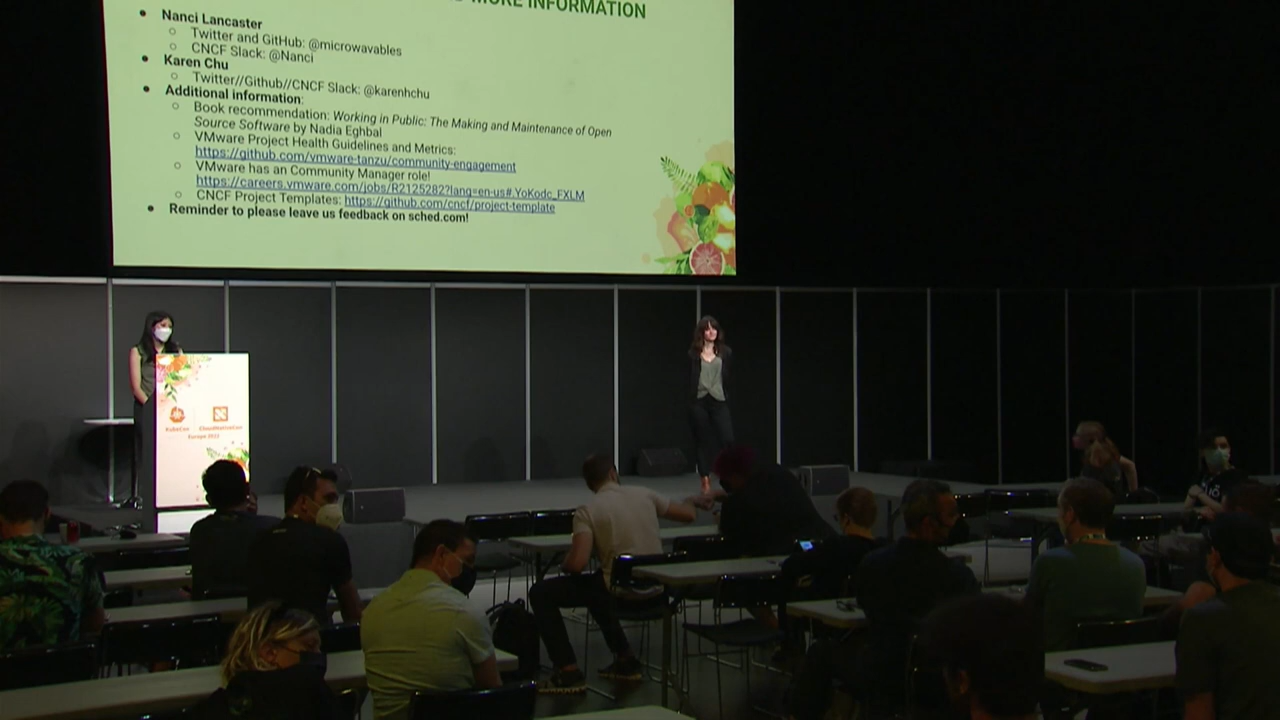 MORE INFORMATION
Nanci Lancaster
Twitter and GitHub: @microwavables
CNCF Slack: @Nanci
Karen Chu
Twitter//Github//CNCF Slack: @karenhchu
Additional information:
Book recommendation: Working in Public: The Making and Maintenance of Open
Source Software by Nadia Eghbal
VMware Project Health Guidelines and Metrics:
https://github.com/vmware-tanzu/community-engagement
VMware has an Community Manager role!
https://careers.vmware.com/jobs/R2125282?lang=en-us#.YoKodc_FXLM
CNCF Project Templates: https://github.com/cncf/project-template
Reminder to please leave us feedback on sched.com!
KubeCon
CloudNativeCon
Europe 2022